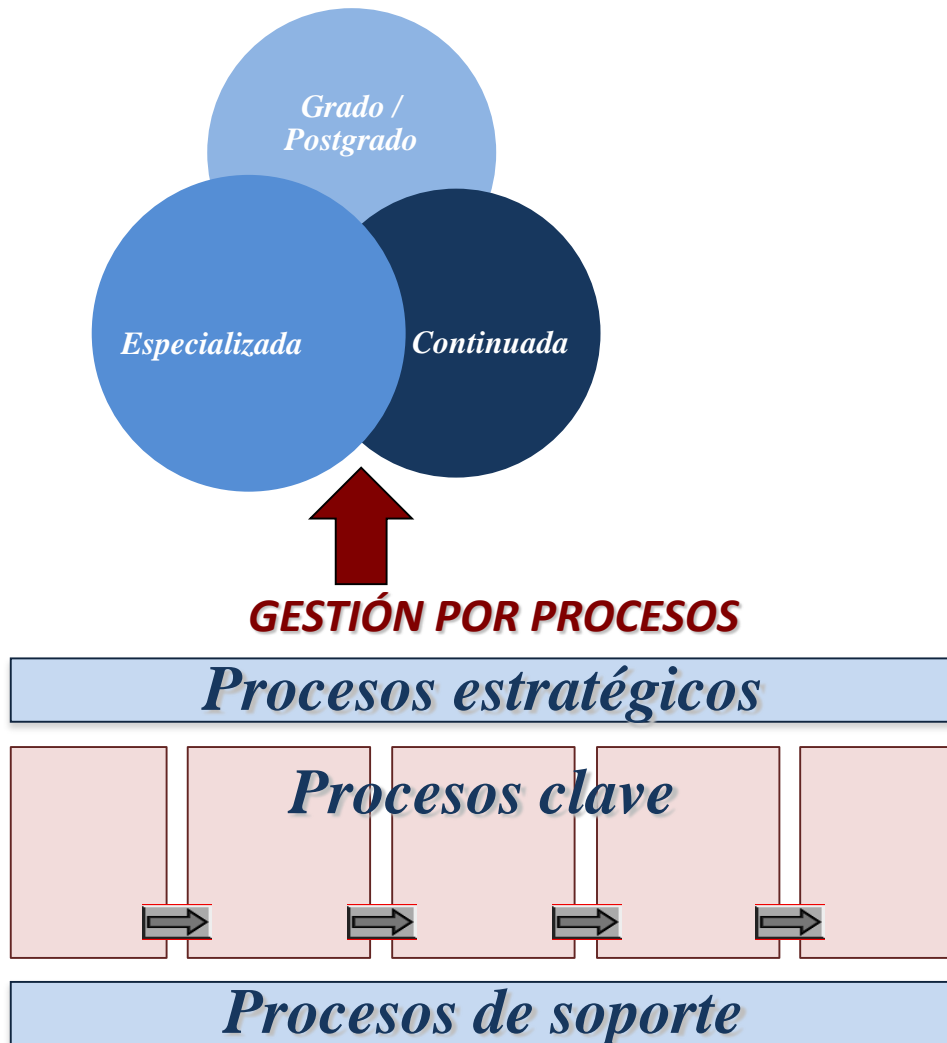 Grado /
Postgrado
Especializada
Continuada
GESTIÓN POR PROCESOS
Procesos estratégicos
Procesos clave
Procesos de soporte